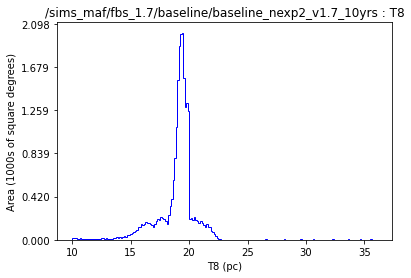 /sims_maf/fbs_1.7/baseline/baseline_nexp2_v1.7_10yrs : T8
2.098
1.679
1.259
0.839
0.420
0.000
Area (1000s of square degrees)
10 15 20 25 30 35
T8 (pc)